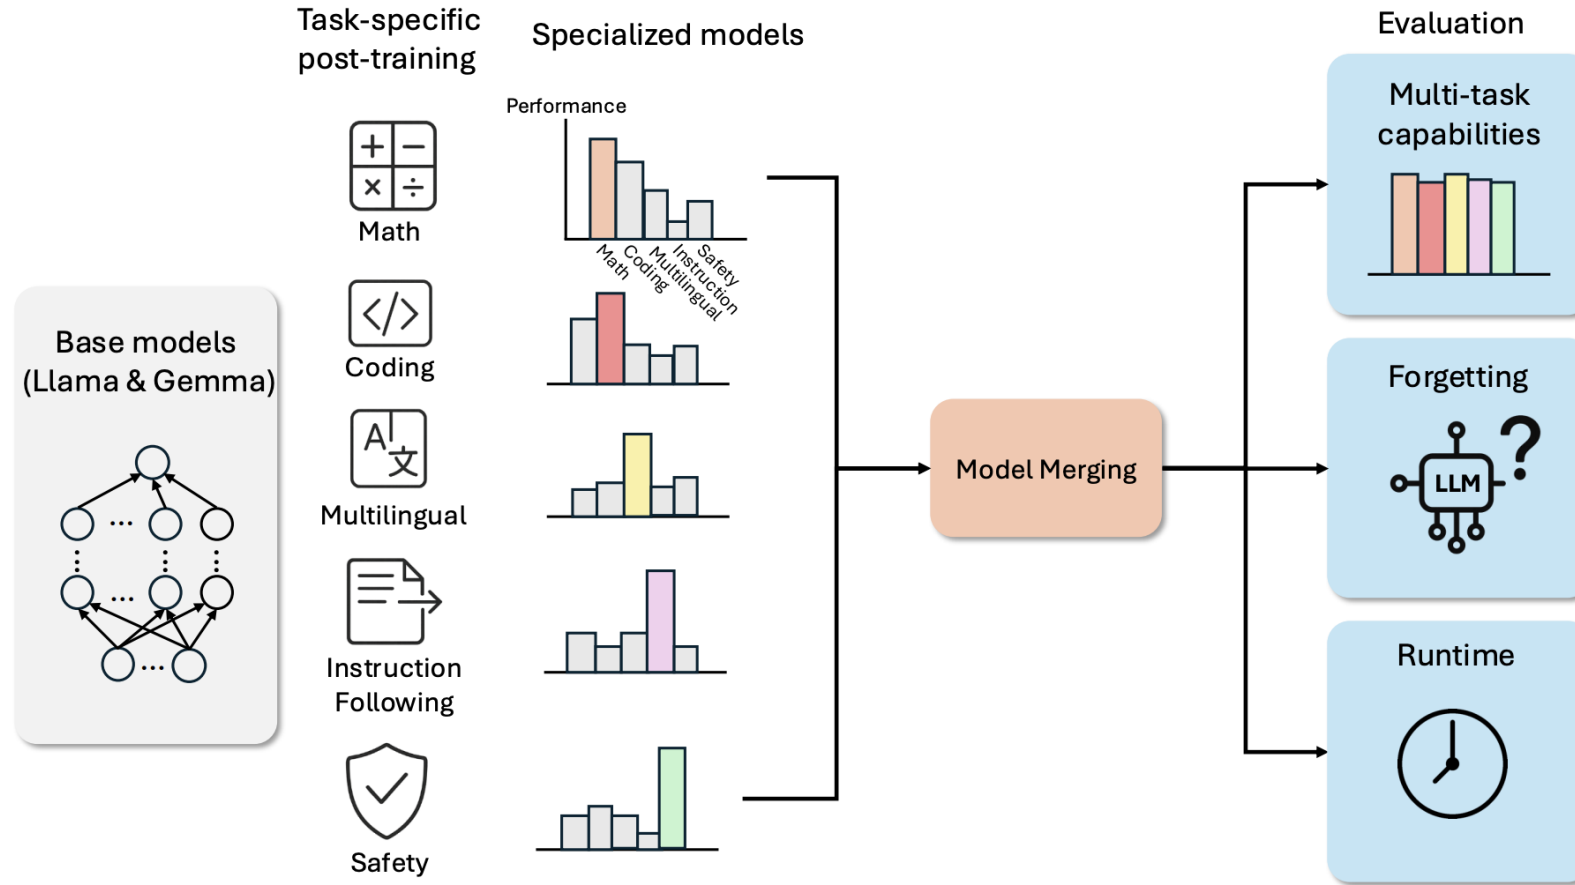 Task-specific
post-training
Specialized models
Evaluation
Base models
(Llama & Gemma)
Math
Coding
A 文
Multilingual
Instruction
Following
Safety
Performance
Math
Coding
Multilingual
Instruction
Safety
Model Merging
Multi-task
capabilities
Forgetting
LLM
?
Runtime